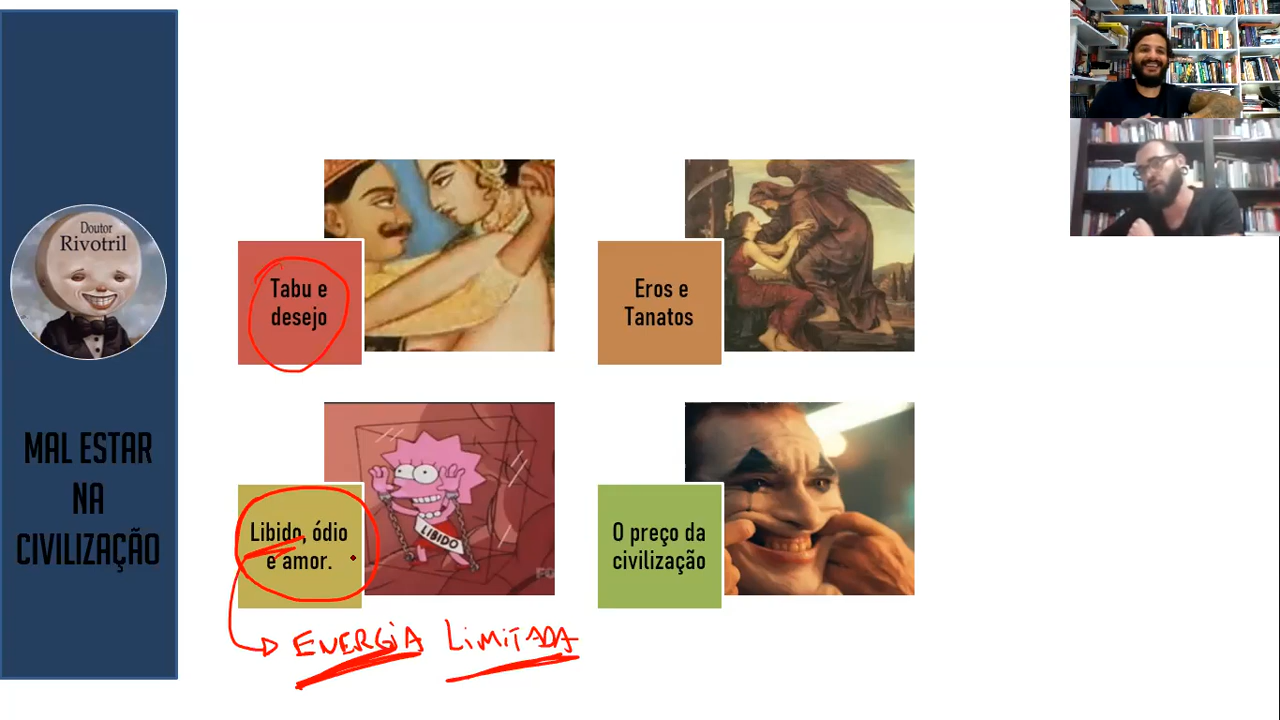 Doutor
Rivotril
MAL ESTAR
NA
CIVILIZAÇÃO
Tabu e
desejo
Eros e
Tanatos
Libido, ódio
e amor.
LIBIDO
O preço da
civilização
ENERGIA LIMITADA